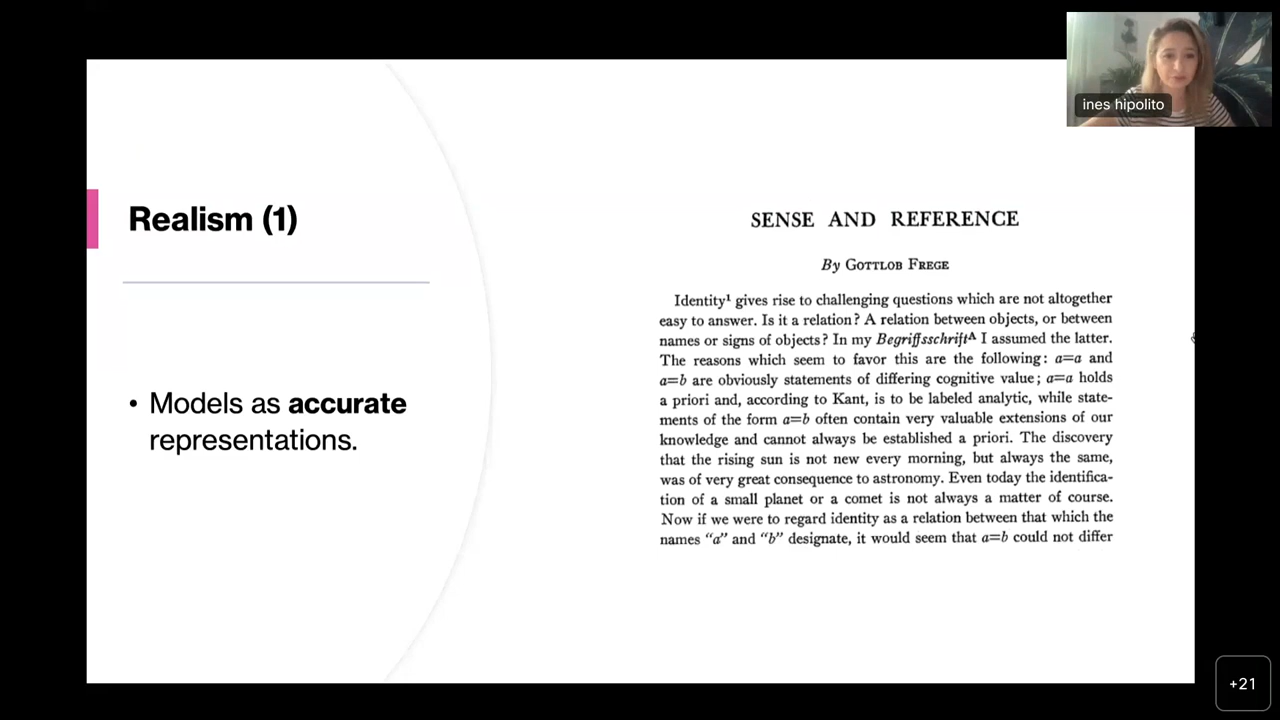 ines hipolito
Realism (1)
• Models as accurate
representations.
SENSE AND REFERENCE
By GOTTLOB FREGE
Identity¹ gives rise to challenging questions which are not altogether
easy to answer. Is it a relation? A relation between objects, or between
names or signs of objects? In my Begriffsschriftᴬ I assumed the latter.
The reasons which seem to favor this are the following: a=a and
a=b are obviously statements of differing cognitive value; a=a holds
a priori and, according to Kant, is to be labeled analytic, while state-
ments of the form a=b often contain very valuable extensions of our
knowledge and cannot always be established a priori. The discovery
that the rising sun is not new every morning, but always the same,
was of very great consequence to astronomy. Even today the identifica-
tion of a small planet or a comet is not always a matter of course.
Now if we were to regard identity as a relation between that which the
names “a” and “b” designate, it would seem that a=b could not differ
+21